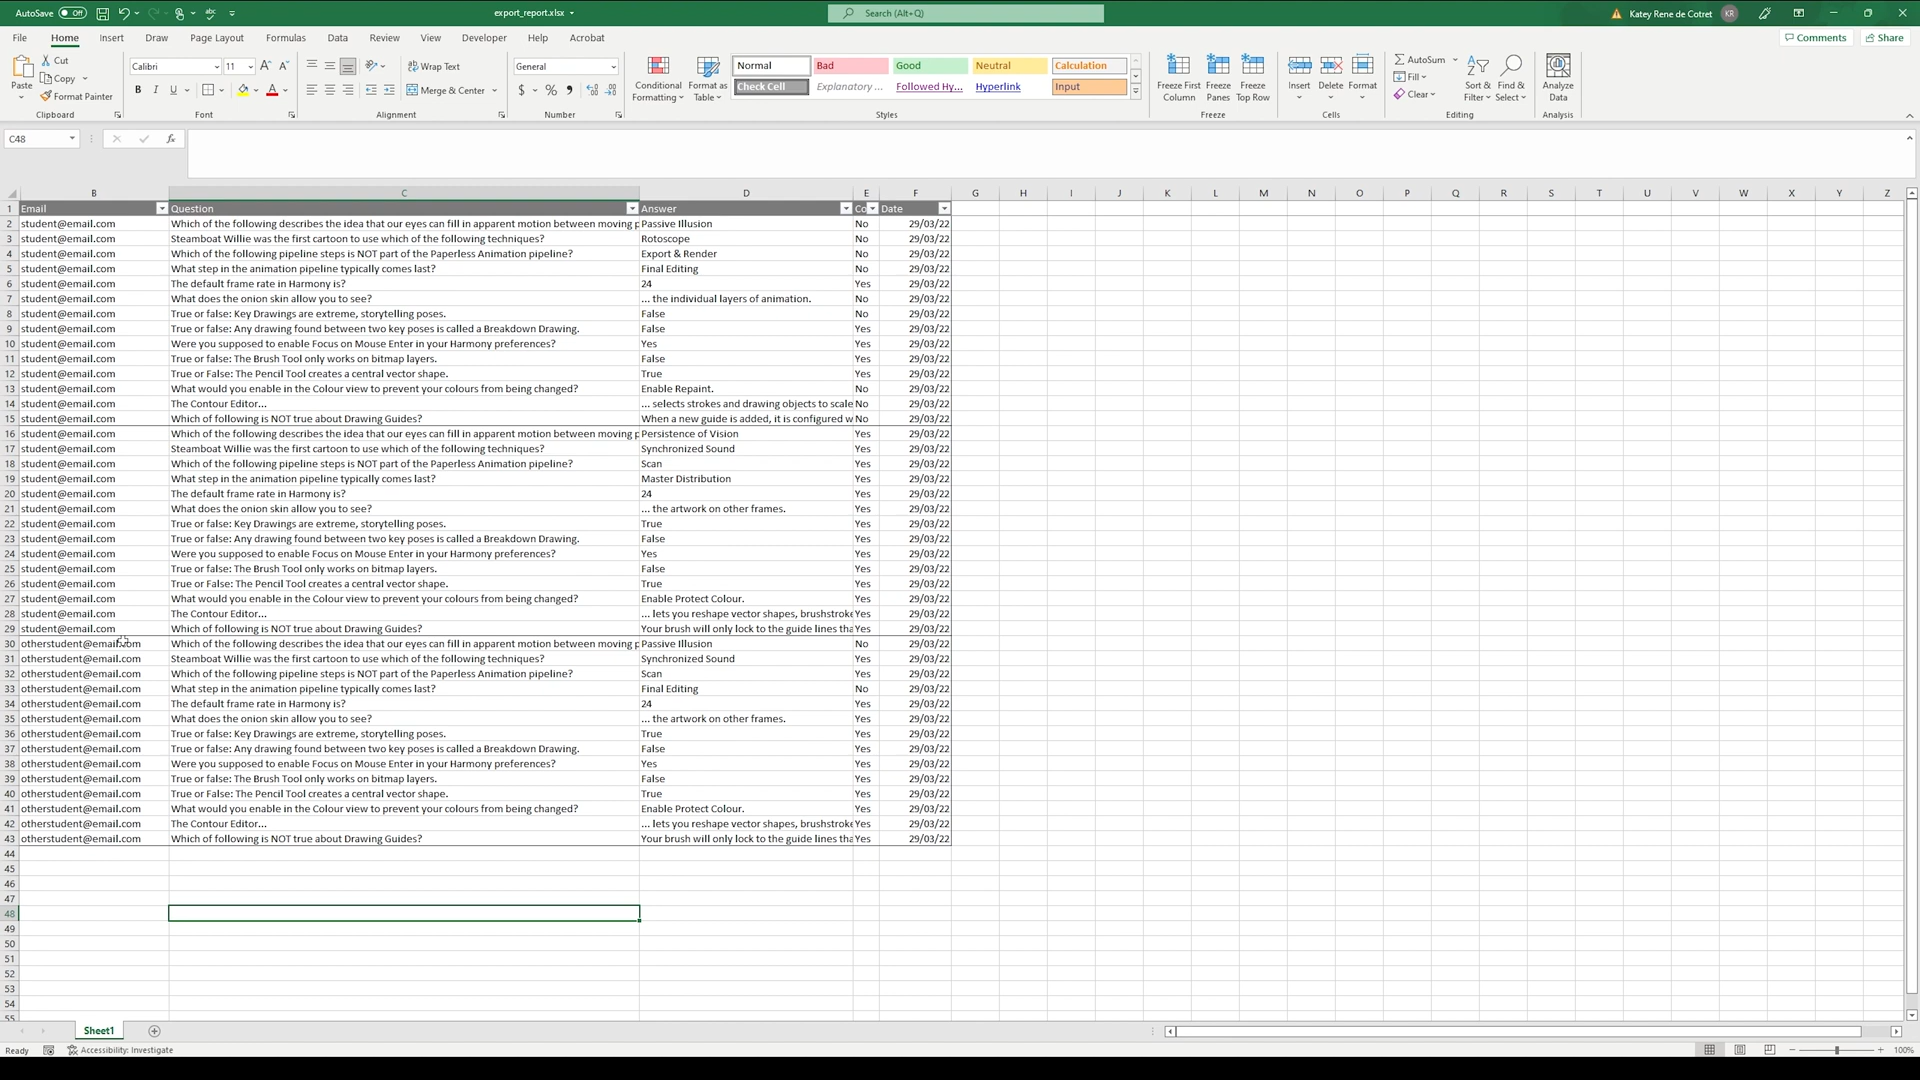 AutoSave Off export_report.xlsx Search (Alt+Q) Katey Rene de Cotret KR
File Home Insert Draw Page Layout Formulas Data Review View Developer Help Acrobat Comments Share
Paste Cut Copy Format Painter Calibri 11 Wrap Text Merge & Center General Conditional Formatting Format as Table Normal Bad Good Neutral Calculation Check Cell Explanatory ... Followed Hy... Hyperlink Input Freeze First Column Freeze Panes Freeze Top Row Insert Delete Format AutoSum Fill Clear Sort & Filter Find & Select Analyze Data
Clipboard Font Alignment Number Styles Freeze Cells Editing Analysis
C48 fx
B C D E F G H I J K L M N O P Q R S T U V W X Y Z
1 Email Question Answer Co Date
2 student@email.com Which of the following describes the idea that our eyes can fill in apparent motion between moving p Passive Illusion No 29/03/22
3 student@email.com Steamboat Willie was the first cartoon to use which of the following techniques? Rotoscope No 29/03/22
4 student@email.com Which of the following pipeline steps is NOT part of the Paperless Animation pipeline? Export & Render No 29/03/22
5 student@email.com What step in the animation pipeline typically comes last? Final Editing No 29/03/22
6 student@email.com The default frame rate in Harmony is? 24 Yes 29/03/22
7 student@email.com What does the onion skin allow you to see? ... the individual layers of animation. No 29/03/22
8 student@email.com True or false: Key Drawings are extreme, storytelling poses. False No 29/03/22
9 student@email.com True or false: Any drawing found between two key poses is called a Breakdown Drawing. False Yes 29/03/22
10 student@email.com Were you supposed to enable Focus on Mouse Enter in your Harmony preferences? Yes Yes 29/03/22
11 student@email.com True or false: The Brush Tool only works on bitmap layers. False Yes 29/03/22
12 student@email.com True or False: The Pencil Tool creates a central vector shape. True Yes 29/03/22
13 student@email.com What would you enable in the Colour view to prevent your colours from being changed? Enable Repaint. No 29/03/22
14 student@email.com The Contour Editor... ... selects strokes and drawing objects to scale No 29/03/22
15 student@email.com Which of following is NOT true about Drawing Guides? When a new guide is added, it is configured w No 29/03/22
16 student@email.com Which of the following describes the idea that our eyes can fill in apparent motion between moving p Persistence of Vision Yes 29/03/22
17 student@email.com Steamboat Willie was the first cartoon to use which of the following techniques? Synchronized Sound Yes 29/03/22
18 student@email.com Which of the following pipeline steps is NOT part of the Paperless Animation pipeline? Scan Yes 29/03/22
19 student@email.com What step in the animation pipeline typically comes last? Master Distribution Yes 29/03/22
20 student@email.com The default frame rate in Harmony is? 24 Yes 29/03/22
21 student@email.com What does the onion skin allow you to see? ... the artwork on other frames. Yes 29/03/22
22 student@email.com True or false: Key Drawings are extreme, storytelling poses. True Yes 29/03/22
23 student@email.com True or false: Any drawing found between two key poses is called a Breakdown Drawing. False Yes 29/03/22
24 student@email.com Were you supposed to enable Focus on Mouse Enter in your Harmony preferences? Yes Yes 29/03/22
25 student@email.com True or false: The Brush Tool only works on bitmap layers. False Yes 29/03/22
26 student@email.com True or False: The Pencil Tool creates a central vector shape. True Yes 29/03/22
27 student@email.com What would you enable in the Colour view to prevent your colours from being changed? Enable Protect Colour. Yes 29/03/22
28 student@email.com The Contour Editor... ... lets you reshape vector shapes, brushstroke Yes 29/03/22
29 student@email.com Which of following is NOT true about Drawing Guides? Your brush will only lock to the guide lines tha Yes 29/03/22
30 otherstudent@email.com Which of the following describes the idea that our eyes can fill in apparent motion between moving p Passive Illusion No 29/03/22
31 otherstudent@email.com Steamboat Willie was the first cartoon to use which of the following techniques? Synchronized Sound Yes 29/03/22
32 otherstudent@email.com Which of the following pipeline steps is NOT part of the Paperless Animation pipeline? Scan Yes 29/03/22
33 otherstudent@email.com What step in the animation pipeline typically comes last? Final Editing No 29/03/22
34 otherstudent@email.com The default frame rate in Harmony is? 24 Yes 29/03/22
35 otherstudent@email.com What does the onion skin allow you to see? ... the artwork on other frames. Yes 29/03/22
36 otherstudent@email.com True or false: Key Drawings are extreme, storytelling poses. True Yes 29/03/22
37 otherstudent@email.com True or false: Any drawing found between two key poses is called a Breakdown Drawing. False Yes 29/03/22
38 otherstudent@email.com Were you supposed to enable Focus on Mouse Enter in your Harmony preferences? Yes Yes 29/03/22
39 otherstudent@email.com True or false: The Brush Tool only works on bitmap layers. False Yes 29/03/22
40 otherstudent@email.com True or False: The Pencil Tool creates a central vector shape. True Yes 29/03/22
41 otherstudent@email.com What would you enable in the Colour view to prevent your colours from being changed? Enable Protect Colour. Yes 29/03/22
42 otherstudent@email.com The Contour Editor... ... lets you reshape vector shapes, brushstroke Yes 29/03/22
43 otherstudent@email.com Which of following is NOT true about Drawing Guides? Your brush will only lock to the guide lines tha Yes 29/03/22
44
45
46
47
48
49
50
51
52
53
54
55
Sheet1
Ready Accessibility: Investigate 100%